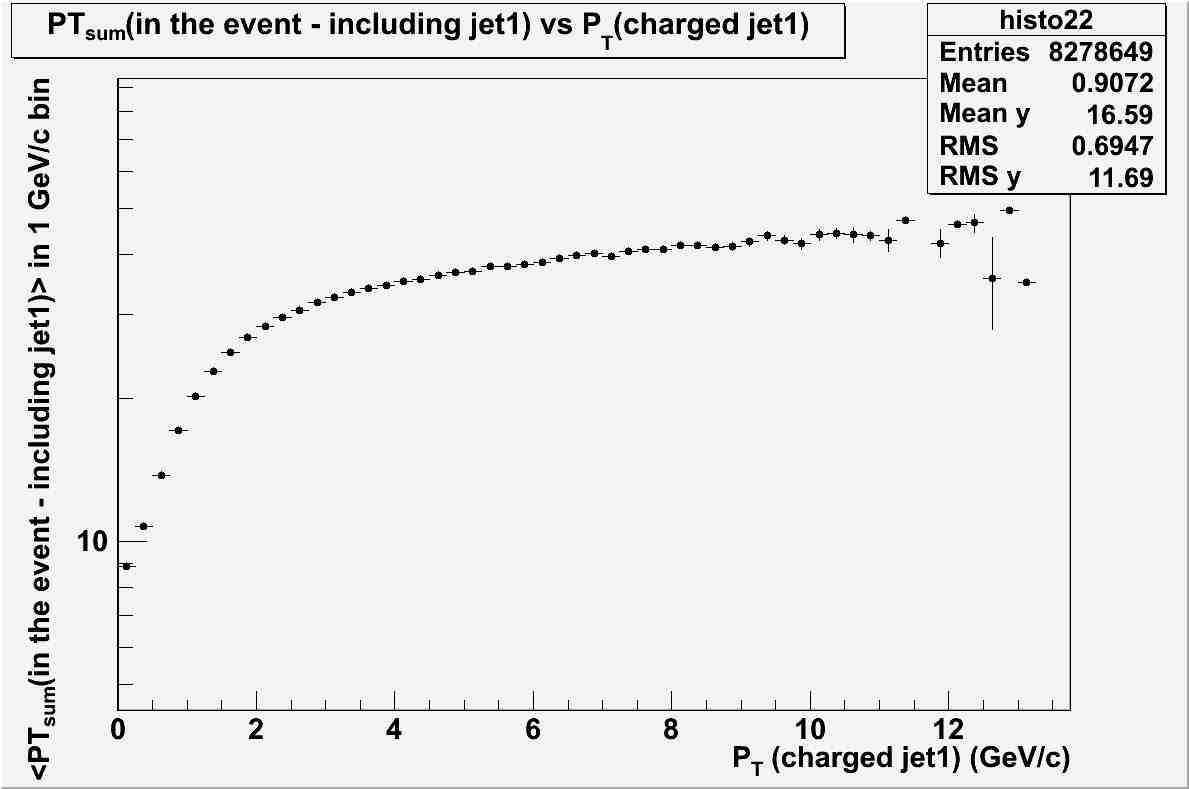 PTsum(in the event - including jet1) vs PT(charged jet1)
histo22
Entries 8278649
Mean 0.9072
Mean y 16.59
RMS 0.6947
RMS y 11.69
<PTsum(in the event - including jet1)> in 1 GeV/c bin
10
0 2 4 6 8 10 12
PT (charged jet1) (GeV/c)